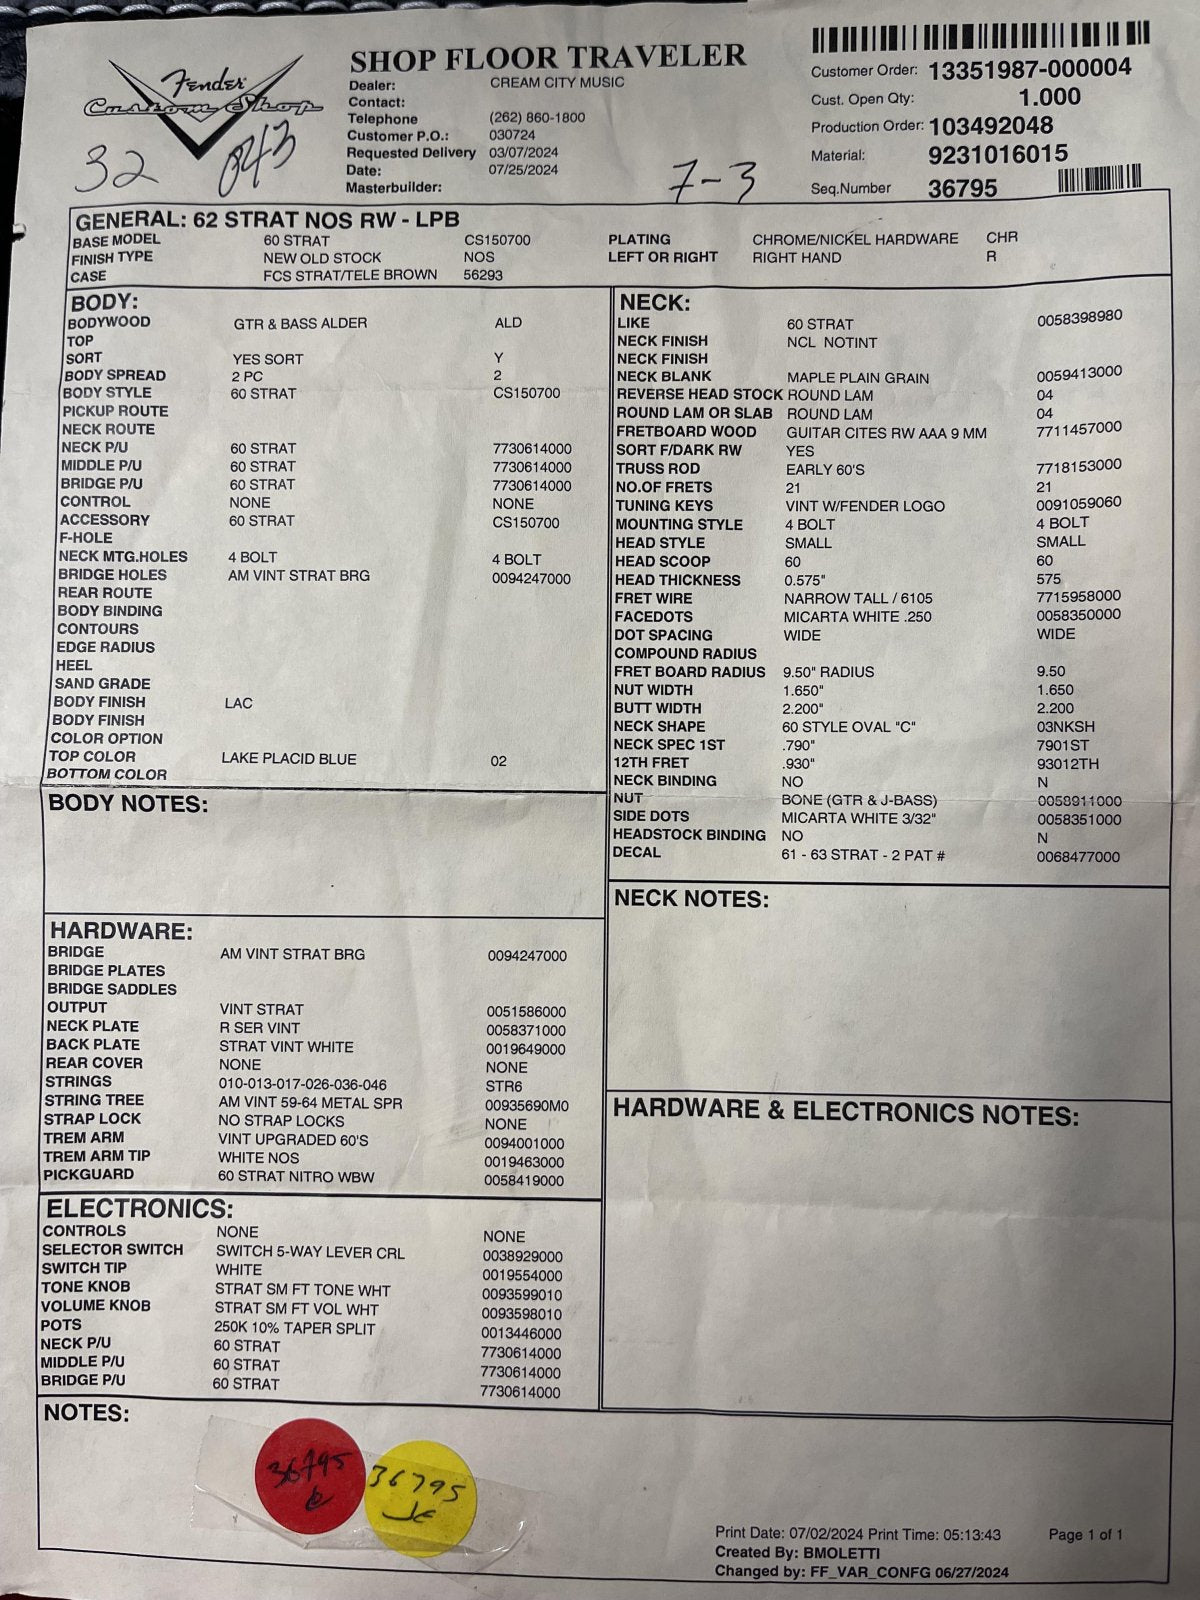 Fender
Custom Shop
SHOP FLOOR TRAVELER
Dealer: CREAM CITY MUSIC
Contact:
Telephone (262) 860-1800
Customer P.O.: 030724
Requested Delivery 03/07/2024
Date: 07/25/2024
Masterbuilder:
32 043
7-3
Customer Order: 13351987-000004
Cust. Open Qty: 1.000
Production Order: 103492048
Material: 9231016015
Seq.Number 36795
GENERAL: 62 STRAT NOS RW - LPB
BASE MODEL 60 STRAT CS150700 PLATING CHROME/NICKEL HARDWARE CHR
FINISH TYPE NEW OLD STOCK NOS LEFT OR RIGHT RIGHT HAND R
CASE FCS STRAT/TELE BROWN 56293
BODY:
BODYWOOD GTR & BASS ALDER ALD
TOP
SORT YES SORT Y
BODY SPREAD 2 PC 2
BODY STYLE 60 STRAT CS150700
PICKUP ROUTE
NECK ROUTE
NECK P/U 60 STRAT 7730614000
MIDDLE P/U 60 STRAT 7730614000
BRIDGE P/U 60 STRAT 7730614000
CONTROL NONE NONE
ACCESSORY 60 STRAT CS150700
F-HOLE
NECK MTG.HOLES 4 BOLT 4 BOLT
BRIDGE HOLES AM VINT STRAT BRG 0094247000
REAR ROUTE
BODY BINDING
CONTOURS
EDGE RADIUS
HEEL
SAND GRADE
BODY FINISH LAC
BODY FINISH
COLOR OPTION
TOP COLOR LAKE PLACID BLUE 02
BOTTOM COLOR
BODY NOTES:
HARDWARE:
BRIDGE AM VINT STRAT BRG 0094247000
BRIDGE PLATES
BRIDGE SADDLES
OUTPUT VINT STRAT 0051586000
NECK PLATE R SER VINT 0058371000
BACK PLATE STRAT VINT WHITE 0019649000
REAR COVER NONE NONE
STRINGS 010-013-017-026-036-046 STR6
STRING TREE AM VINT 59-64 METAL SPR 00935690M0
STRAP LOCK NO STRAP LOCKS NONE
TREM ARM VINT UPGRADED 60'S 0094001000
TREM ARM TIP WHITE NOS 0019463000
PICKGUARD 60 STRAT NITRO WBW 0058419000
ELECTRONICS:
CONTROLS NONE NONE
SELECTOR SWITCH SWITCH 5-WAY LEVER CRL 0038929000
SWITCH TIP WHITE 0019554000
TONE KNOB STRAT SM FT TONE WHT 0093599010
VOLUME KNOB STRAT SM FT VOL WHT 0093598010
POTS 250K 10% TAPER SPLIT 0013446000
NECK P/U 60 STRAT 7730614000
MIDDLE P/U 60 STRAT 7730614000
BRIDGE P/U 60 STRAT 7730614000
NECK:
LIKE 60 STRAT 0058398980
NECK FINISH NCL NOTINT
NECK FINISH
NECK BLANK MAPLE PLAIN GRAIN 0059413000
REVERSE HEAD STOCK ROUND LAM 04
ROUND LAM OR SLAB ROUND LAM 04
FRETBOARD WOOD GUITAR CITES RW AAA 9 MM 7711457000
SORT F/DARK RW YES
TRUSS ROD EARLY 60'S 7718153000
NO.OF FRETS 21 21
TUNING KEYS VINT W/FENDER LOGO 0091059060
MOUNTING STYLE 4 BOLT 4 BOLT
HEAD STYLE SMALL SMALL
HEAD SCOOP 60 60
HEAD THICKNESS 0.575" 575
FRET WIRE NARROW TALL / 6105 7715958000
FACEDOTS MICARTA WHITE .250 0058350000
DOT SPACING WIDE WIDE
COMPOUND RADIUS
FRET BOARD RADIUS 9.50" RADIUS 9.50
NUT WIDTH 1.650" 1.650
BUTT WIDTH 2.200" 2.200
NECK SHAPE 60 STYLE OVAL "C" 03NKSH
NECK SPEC 1ST .790" 7901ST
12TH FRET .930" 93012TH
NECK BINDING NO N
NUT BONE (GTR & J-BASS) 0058911000
SIDE DOTS MICARTA WHITE 3/32" 0058351000
HEADSTOCK BINDING NO N
DECAL 61 - 63 STRAT - 2 PAT # 0068477000
NECK NOTES:
HARDWARE & ELECTRONICS NOTES:
NOTES:
36795
36795
Print Date: 07/02/2024 Print Time: 05:13:43 Page 1 of 1
Created By: BMOLETTI
Changed by: FF_VAR_CONFG 06/27/2024